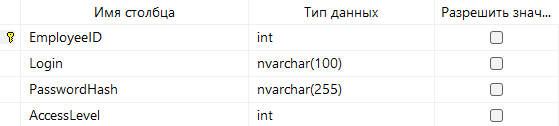 Имя столбца Тип данных Разрешить знач...
EmployeeID int
Login nvarchar(100)
PasswordHash nvarchar(255)
AccessLevel int